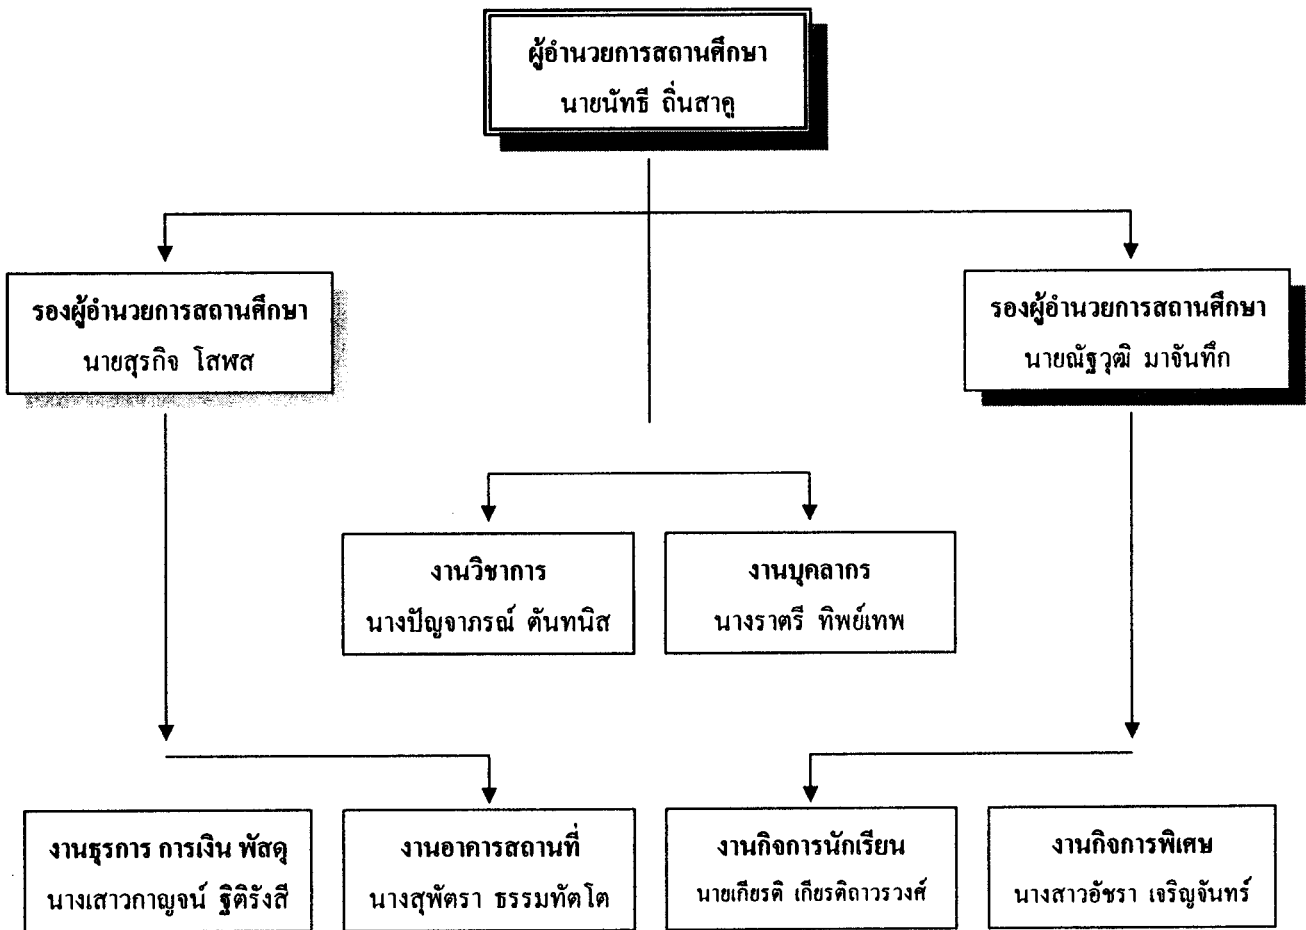 ผู้อำนวยการสถานศึกษา
นายนัทธี ถิ่นสาคู
รองผู้อำนวยการสถานศึกษา
นายสุรกิจ โสฬส
รองผู้อำนวยการสถานศึกษา
นายณัฐวุฒิ มาจันทึก
งานวิชาการ
นางปัญจาภรณ์ ตันทนิส
งานบุคลากร
นางราตรี ทิพย์เทพ
งานธุรการ การเงิน พัสดุ
นางเสาวกาญจน์ ฐิติรังสี
งานอาคารสถานที่
นางสุพัตรา ธรรมทัตโต
งานกิจการนักเรียน
นายเกียรติ เกียรติถาวรวงศ์
งานกิจการพิเศษ
นางสาวอัชรา เจริญจันทร์